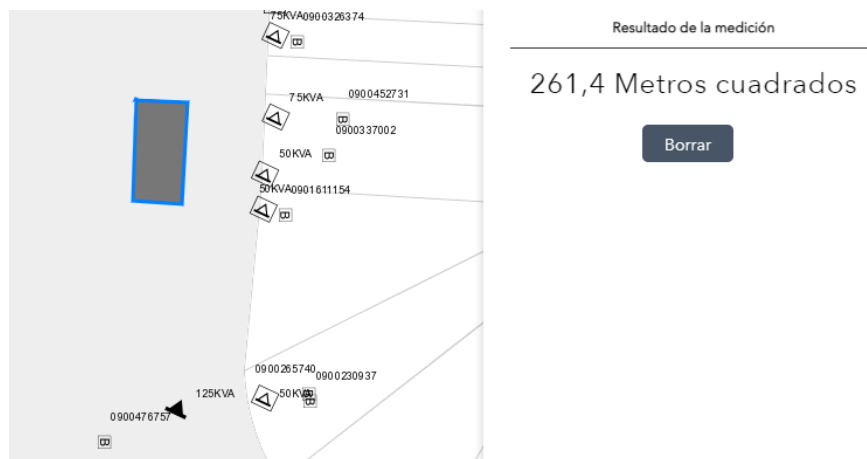 75KVA0900326374
B
75KVA 0900452731
B
0900337002
50KVA B
50KVA0901611154
B
0900265740
0900230937
125KVA
50KVA
B
B
0900476757
B
Resultado de la medición
261,4 Metros cuadrados
Borrar